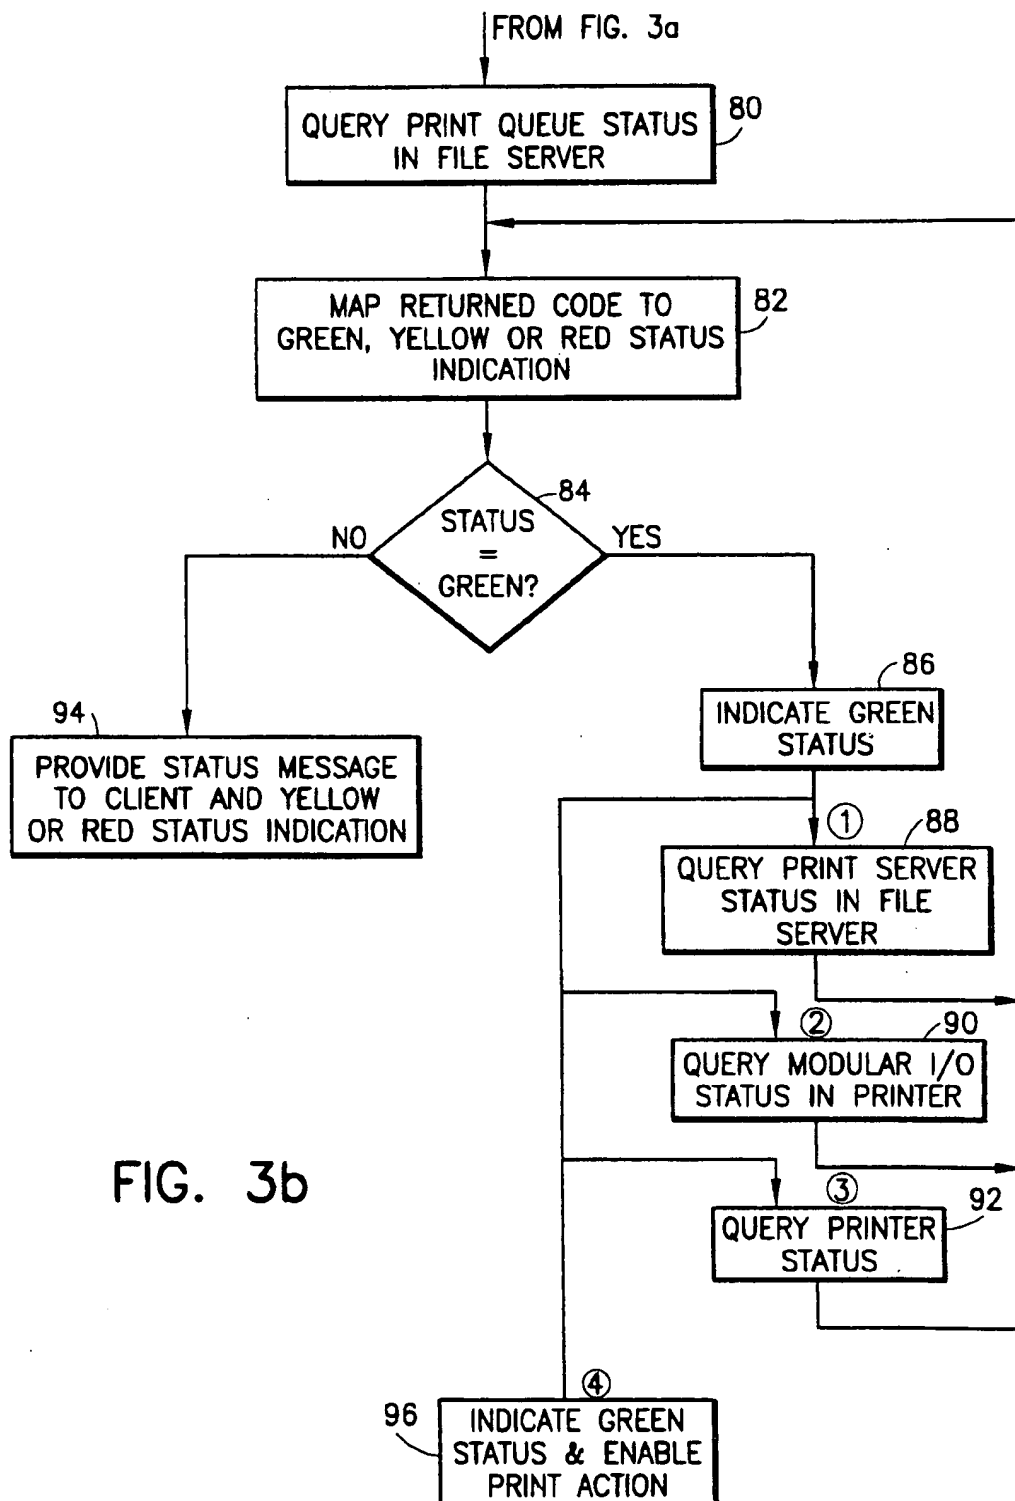 FROM FIG. 3a
QUERY PRINT QUEUE STATUS
IN FILE SERVER
80
MAP RETURNED CODE TO
GREEN, YELLOW OR RED STATUS
INDICATION
82
STATUS
=
GREEN?
84
NO
YES
86
INDICATE GREEN
STATUS
94
PROVIDE STATUS MESSAGE
TO CLIENT AND YELLOW
OR RED STATUS INDICATION
1
88
QUERY PRINT SERVER
STATUS IN FILE
SERVER
2
90
QUERY MODULAR I/O
STATUS IN PRINTER
3
92
QUERY PRINTER
STATUS
FIG. 3b
4
96
INDICATE GREEN
STATUS & ENABLE
PRINT ACTION